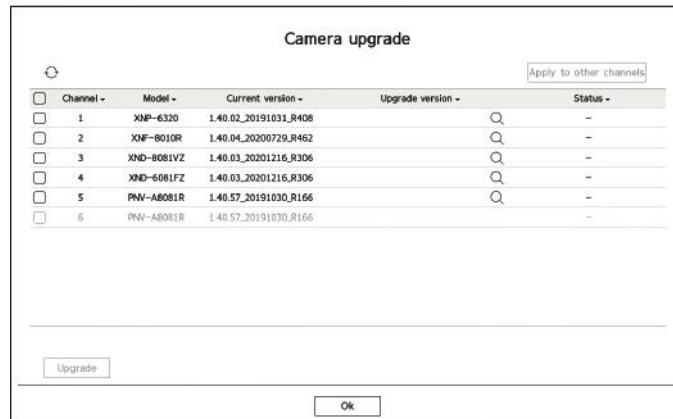 Camera upgrade
Apply to other channels
Channel Model Current version Upgrade version Status
1 XNP-6320 1.40.02_20191031_R408 -
2 XNF-8010R 1.40.04_20200729_R462 -
3 XND-8081VZ 1.40.03_20201216_R306 -
4 XND-6081FZ 1.40.03_20201216_R306 -
5 PNV-A8081R 1.40.57_20191030_R166 -
6 PNV-A8081R 1.40.57_20191030_R166 -
Upgrade
Ok